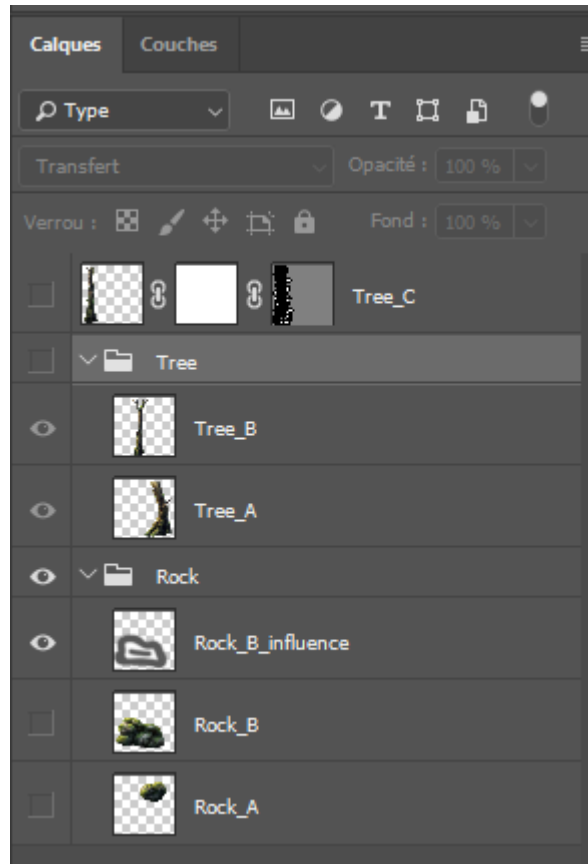 Calques Couches
Type T
Transfert Opacité : 100 %
Verrou : Fond : 100 %
Tree_C
Tree
Tree_B
Tree_A
Rock
Rock_B_influence
Rock_B
Rock_A